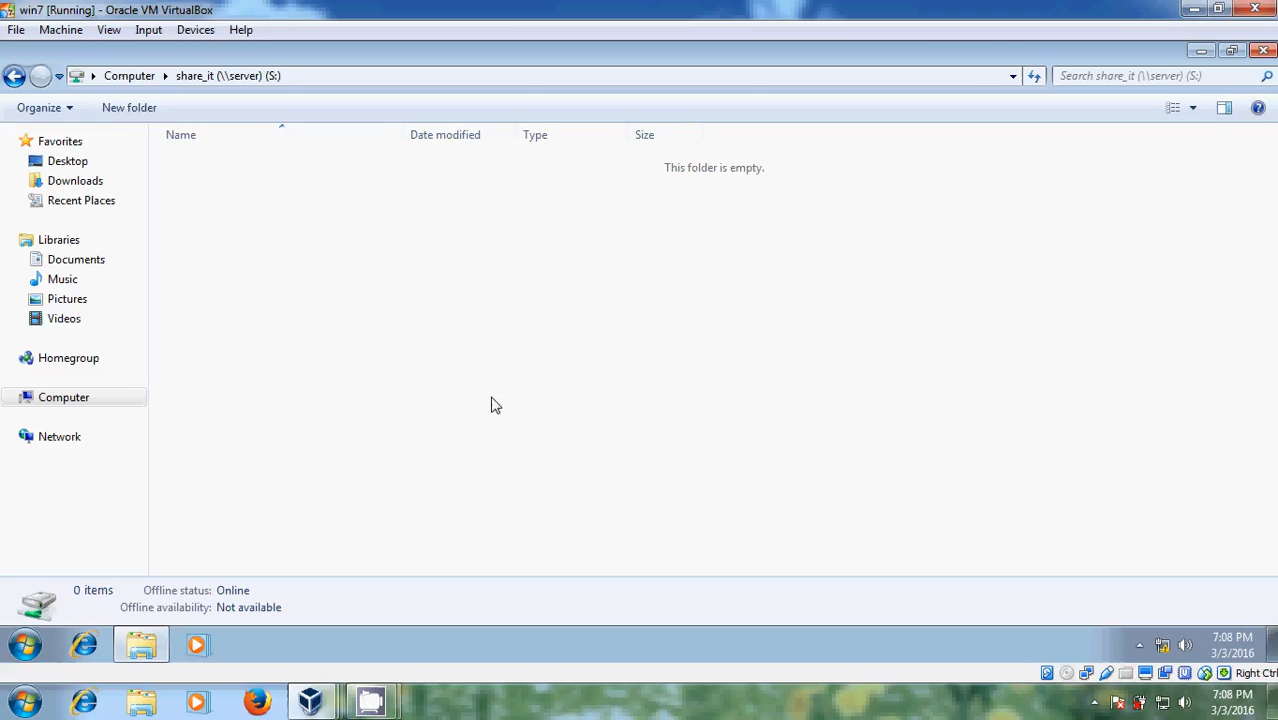 win7 [Running] - Oracle VM VirtualBox
File Machine View Input Devices Help
Computer share_it (\\server) (S:)
Search share_it (\\server) (S:)
Organize New folder
Name Date modified Type Size
This folder is empty.
Favorites
Desktop
Downloads
Recent Places
Libraries
Documents
Music
Pictures
Videos
Homegroup
Computer
Network
0 items Offline status: Online
Offline availability: Not available
7:08 PM
3/3/2016
Right Ctrl
7:08 PM
3/3/2016